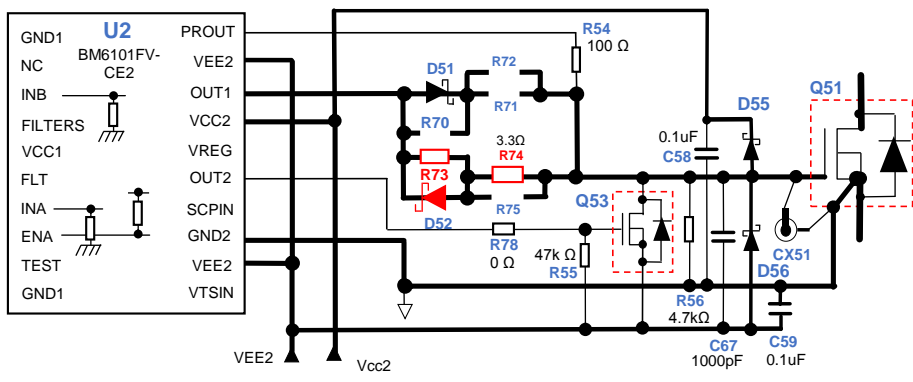 U2
BM6101FV-
CE2
GND1
NC
INB
FILTERS
VCC1
FLT
INA
ENA
TEST
GND1
PROUT
VEE2
OUT1
VCC2
VREG
OUT2
SCPIN
GND2
VEE2
VTSIN
R54
100 Ω
D51
R72
R71
R70
R73
3.3Ω
R74
D52
R75
R78
0 Ω
47k Ω
R55
Q53
0.1uF
C58
D55
Q51
CX51
D56
R56
4.7kΩ
C67
1000pF
C59
0.1uF
VEE2
Vcc2